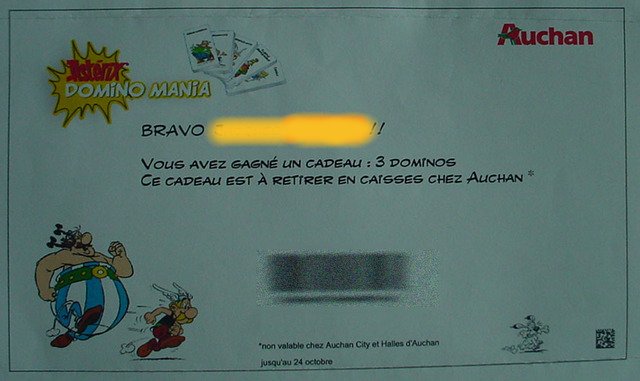 Auchan
Astérix
DOMINO MANIA
BRAVO !!
VOUS AVEZ GAGNÉ UN CADEAU : 3 DOMINOS
CE CADEAU EST À RETIRER EN CAISSES CHEZ AUCHAN *
*non valable chez Auchan City et Halles d'Auchan
jusqu'au 24 octobre